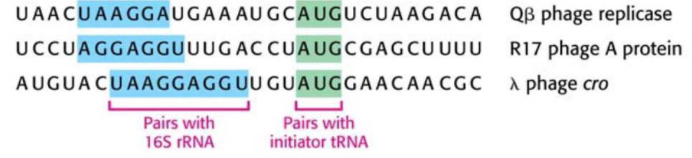 UAACUAAGGAUGAAAUGCAUGUCUAAGACA Qβ phage replicase
UCCUAGGAGGUUUGACCUAUGCGAGCUUUU R17 phage A protein
AUGUACUAAGGAGGUUGUAUGGAACAACGC λ phage cro
Pairs with Pairs with
16S rRNA initiator tRNA